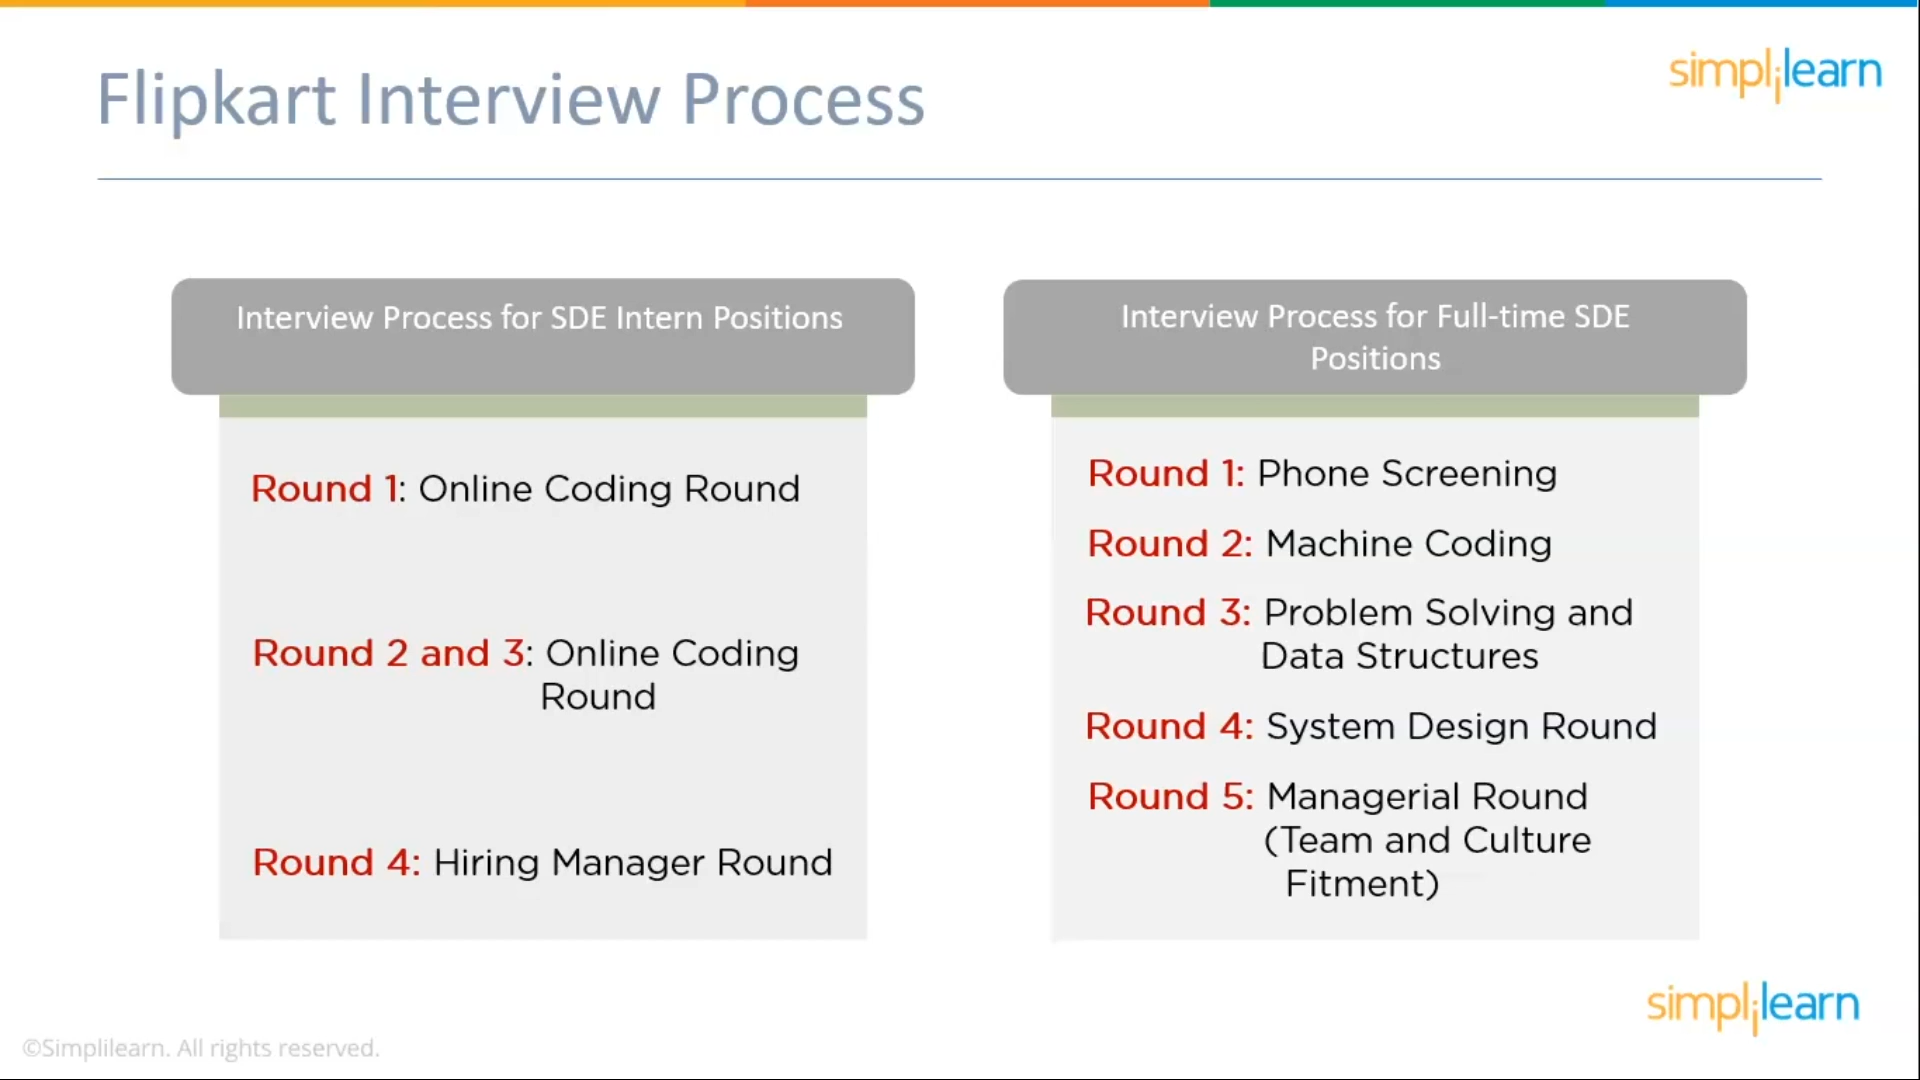 Flipkart Interview Process
simplilearn
Interview Process for SDE Intern Positions
Round 1: Online Coding Round
Round 2 and 3: Online Coding
Round
Round 4: Hiring Manager Round
Interview Process for Full-time SDE
Positions
Round 1: Phone Screening
Round 2: Machine Coding
Round 3: Problem Solving and
Data Structures
Round 4: System Design Round
Round 5: Managerial Round
(Team and Culture
Fitment)
simplilearn
©Simplilearn. All rights reserved.